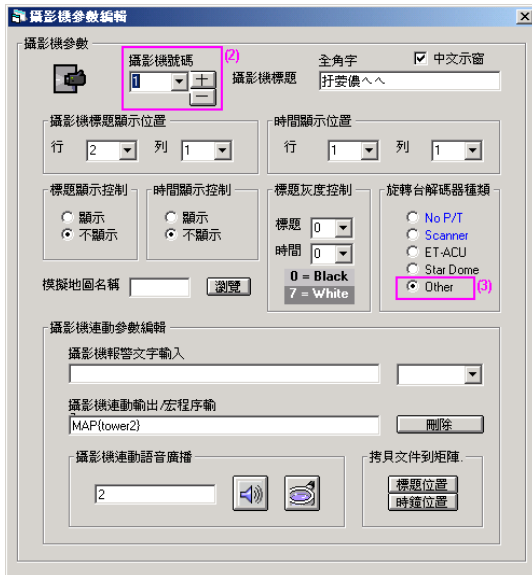 攝影機參數編輯
攝影機參數
攝影機號碼
(2)
1
+
-
攝影機標題
全角字
中文示窗
扜葽儂ヘヘ
攝影機標題顯示位置
行 2 列 1
時間顯示位置
行 1 列 1
標題顯示控制
顯示
不顯示
時間顯示控制
顯示
不顯示
標題灰度控制
標題 0
時間 0
0 = Black
7 = White
旋轉台解碼器種類
No P/T
Scanner
ET-ACU
Star Dome
Other
(3)
模擬地圖名稱
瀏覽
攝影機連動參數編輯
攝影機報警文字輸入
攝影機連動輸出/宏程序輸
MAP{tower2}
刪除
攝影機連動語音廣播
2
拷貝文件到矩陣.
標題位置
時鐘位置